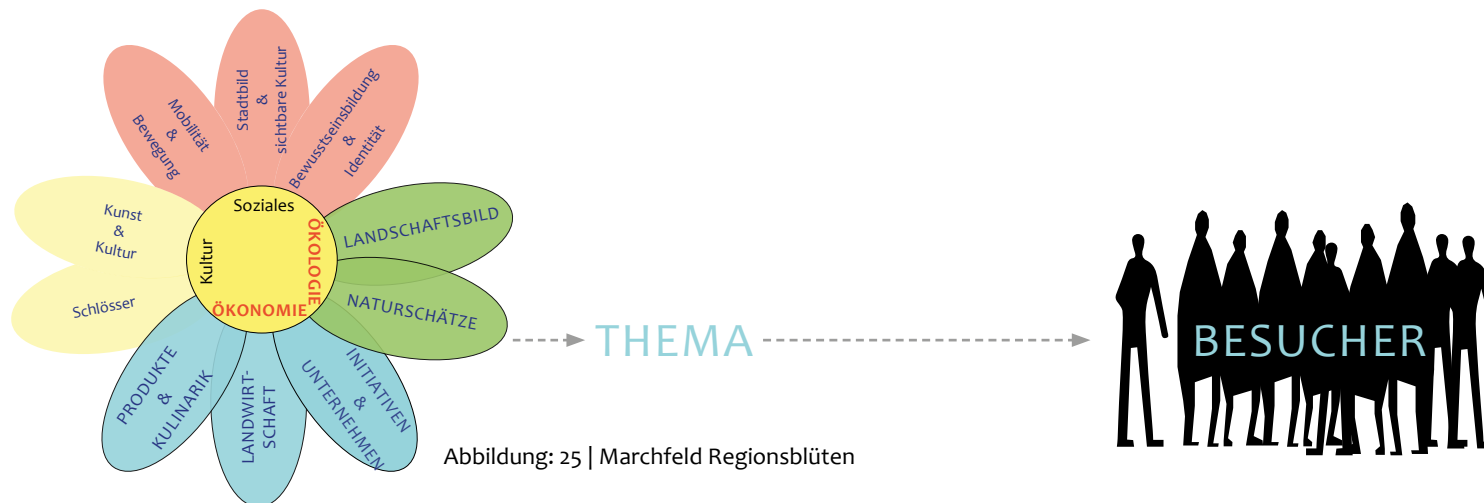 Stadtbild
&
sichtbare Kultur
Mobilität
&
Bewegung
Bewusstseinsbildung
&
Identität
Kunst
&
Kultur
Schlösser
Soziales
Kultur
ÖKOLOGIE
ÖKONOMIE
LANDSCHAFTSBILD
NATURSCHÄTZE
PRODUKTE
&
KULINARIK
LANDWIRT-
SCHAFT
INITIATIVEN
&
UNTERNEHMEN
THEMA
BESUCHER
Abbildung: 25 | Marchfeld Regionsblüten